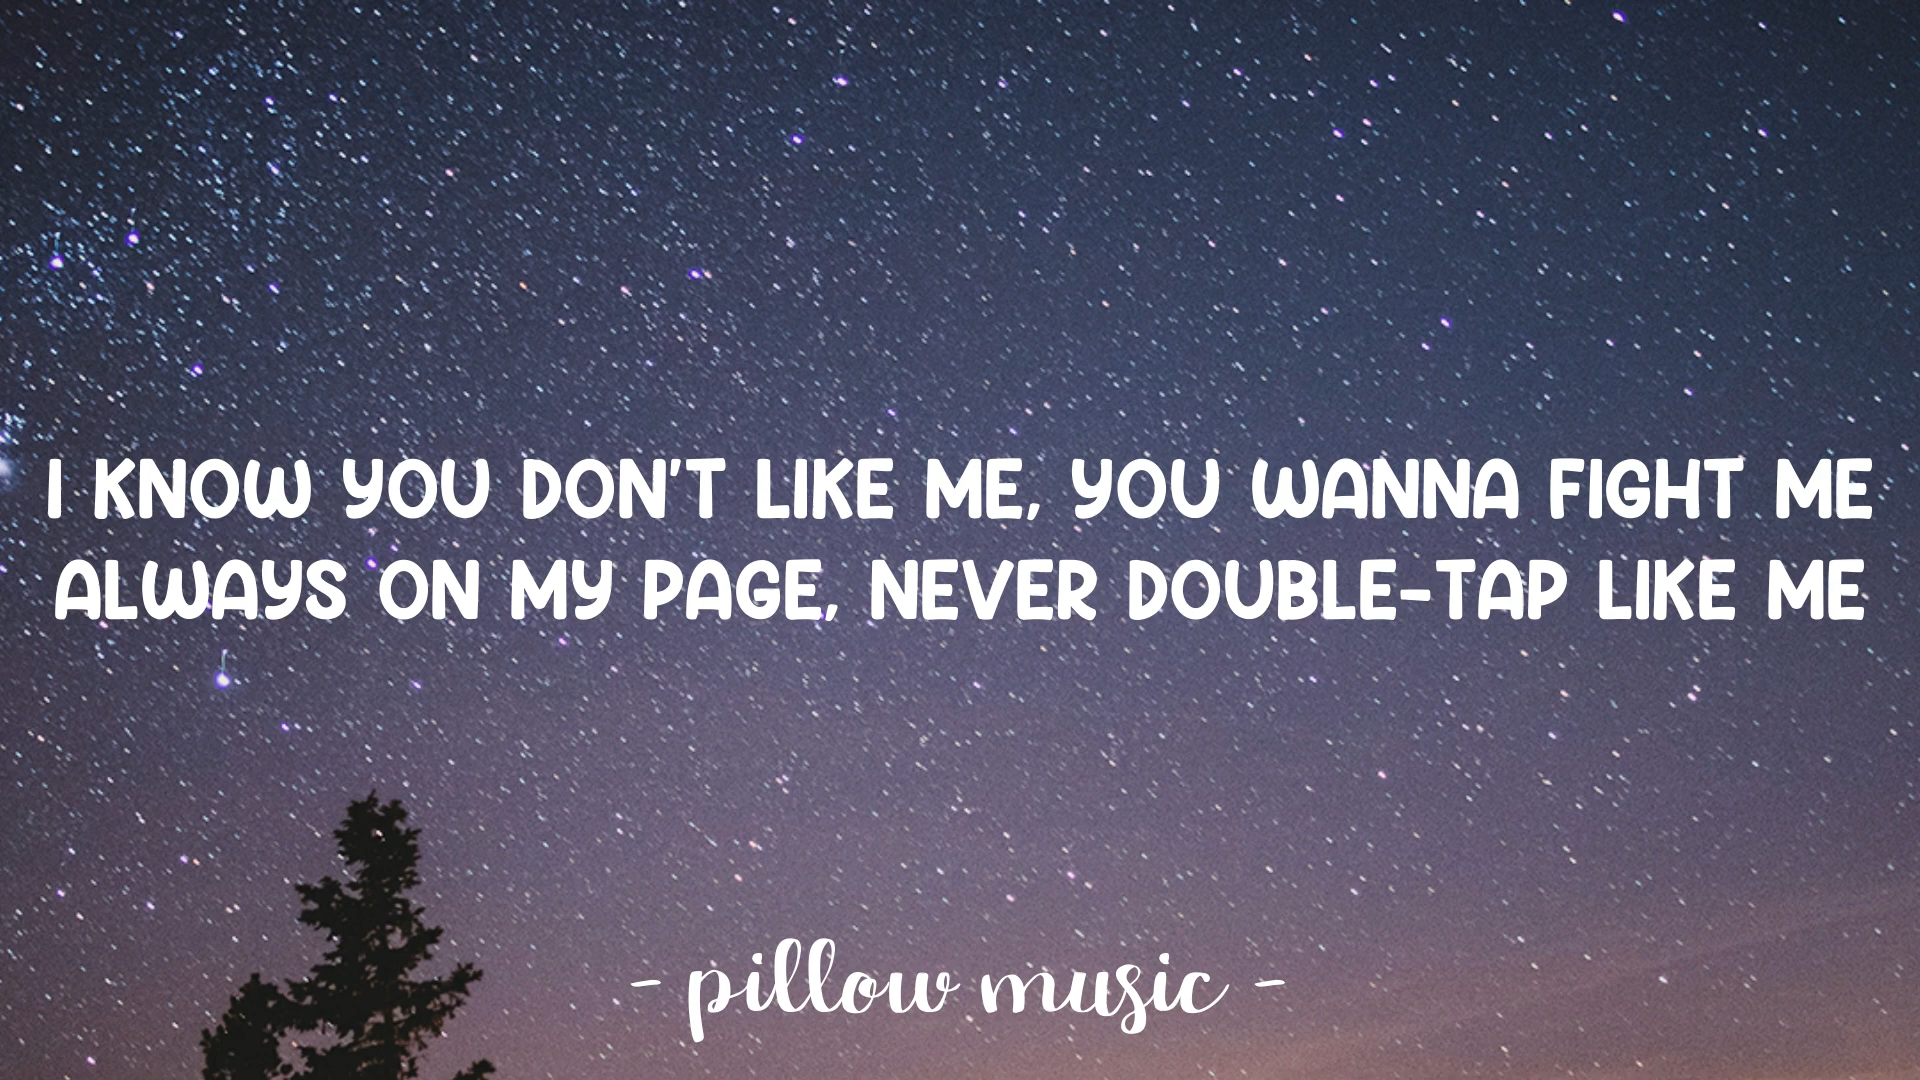 I KNOW YOU DON'T LIKE ME, YOU WANNA FIGHT ME
ALWAYS ON MY PAGE, NEVER DOUBLE-TAP LIKE ME
- pillow music -